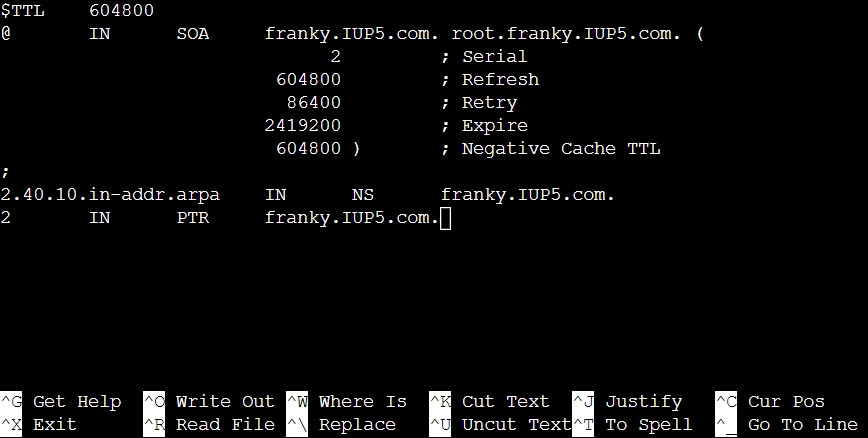 $TTL    604800
@       IN      SOA     franky.IUP5.com. root.franky.IUP5.com. (
                              2         ; Serial
                         604800         ; Refresh
                          86400         ; Retry
                        2419200         ; Expire
                         604800 )       ; Negative Cache TTL
;
2.40.10.in-addr.arpa    IN      NS      franky.IUP5.com.
2       IN      PTR     franky.IUP5.com.
^G Get Help  ^O Write Out ^W Where Is  ^K Cut Text  ^J Justify   ^C Cur Pos
^X Exit      ^R Read File ^\ Replace   ^U Uncut Text^T To Spell  ^_ Go To Line